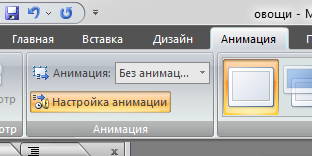 овощи - M
Главная Вставка Дизайн Анимация
Анимация: Без анимац...
Настройка анимации
Анимация